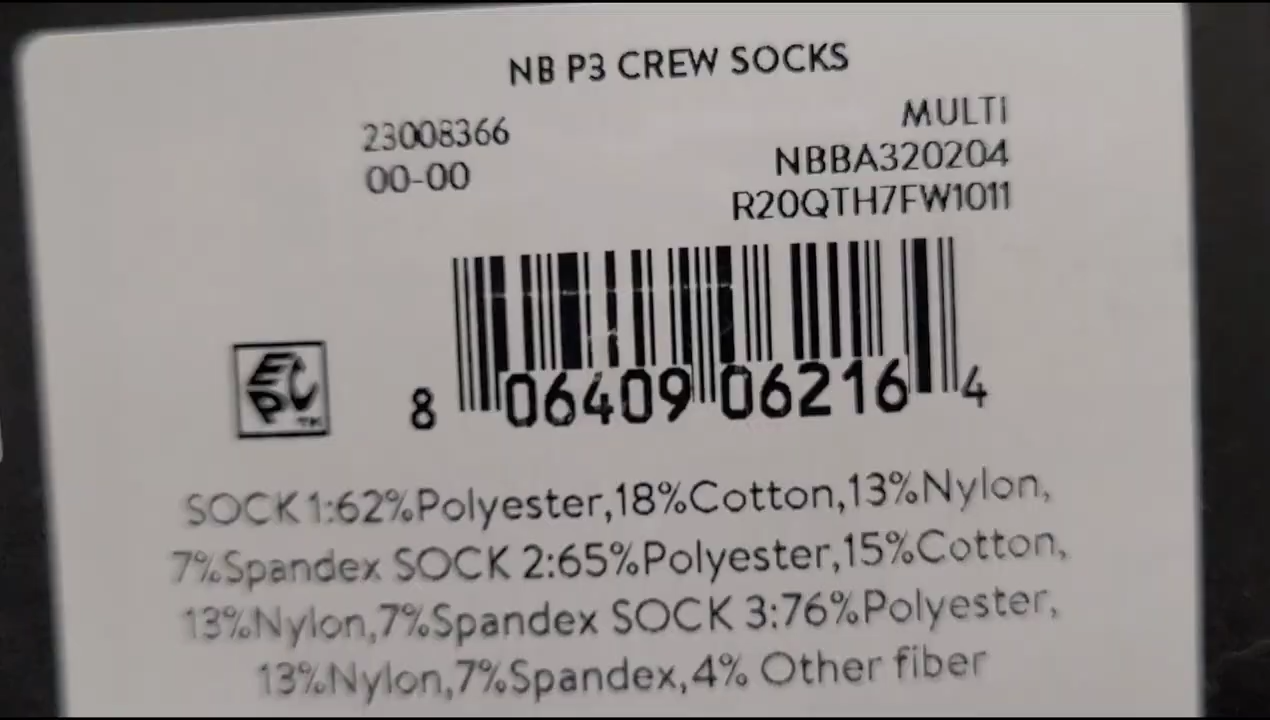 NB P3 CREW SOCKS
23008366
00-00
MULTI
NBBA320204
R20QTH7FW1011
ECP™
8 06409 06216 4
SOCK 1:62%Polyester,18%Cotton,13%Nylon,
7%Spandex SOCK 2:65%Polyester,15%Cotton,
13%Nylon,7%Spandex SOCK 3:76%Polyester,
13%Nylon,7%Spandex,4% Other fiber